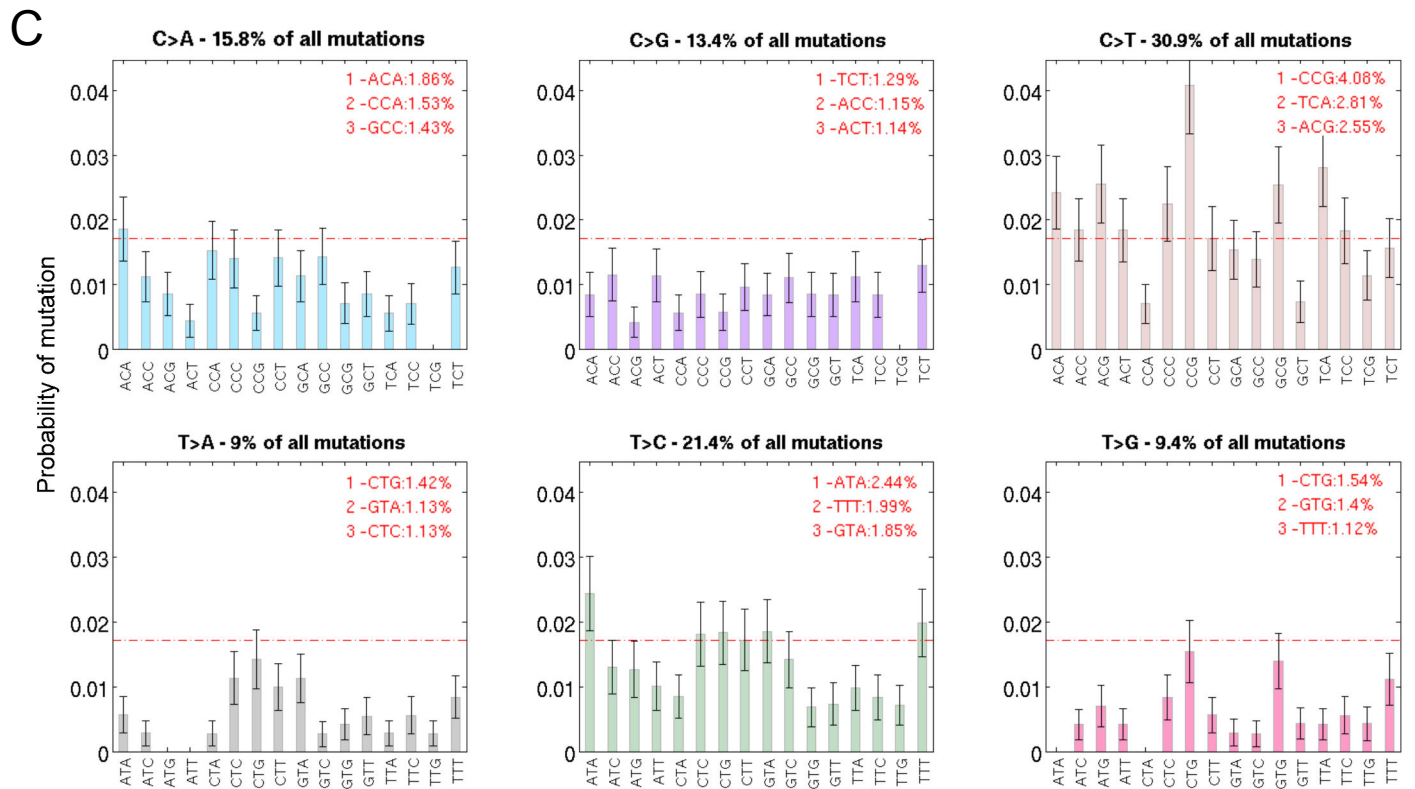 C
C>A - 15.8% of all mutations
1 -ACA:1.86%
2 -CCA:1.53%
3 -GCC:1.43%
0.04
0.03
0.02
0.01
0
ACA ACC ACG ACT CCA CCC CCG CCT GCA GCC GCG GCT TCA TCC TCG TCT
C>G - 13.4% of all mutations
1 -TCT:1.29%
2 -ACC:1.15%
3 -ACT:1.14%
0.04
0.03
0.02
0.01
0
ACA ACC ACG ACT CCA CCC CCG CCT GCA GCC GCG GCT TCA TCC TCG TCT
C>T - 30.9% of all mutations
1 -CCG:4.08%
2 -TCA:2.81%
3 -ACG:2.55%
0.04
0.03
0.02
0.01
0
ACA ACC ACG ACT CCA CCC CCG CCT GCA GCC GCG GCT TCA TCC TCG TCT
Probability of mutation
T>A - 9% of all mutations
1 -CTG:1.42%
2 -GTA:1.13%
3 -CTC:1.13%
0.04
0.03
0.02
0.01
0
ATA ATC ATG ATT CTA CTC CTG CTT GTA GTC GTG GTT TTA TTC TTG TTT
T>C - 21.4% of all mutations
1 -ATA:2.44%
2 -TTT:1.99%
3 -GTA:1.85%
0.04
0.03
0.02
0.01
0
ATA ATC ATG ATT CTA CTC CTG CTT GTA GTC GTG GTT TTA TTC TTG TTT
T>G - 9.4% of all mutations
1 -CTG:1.54%
2 -GTG:1.4%
3 -TTT:1.12%
0.04
0.03
0.02
0.01
0
ATA ATC ATG ATT CTA CTC CTG CTT GTA GTC GTG GTT TTA TTC TTG TTT